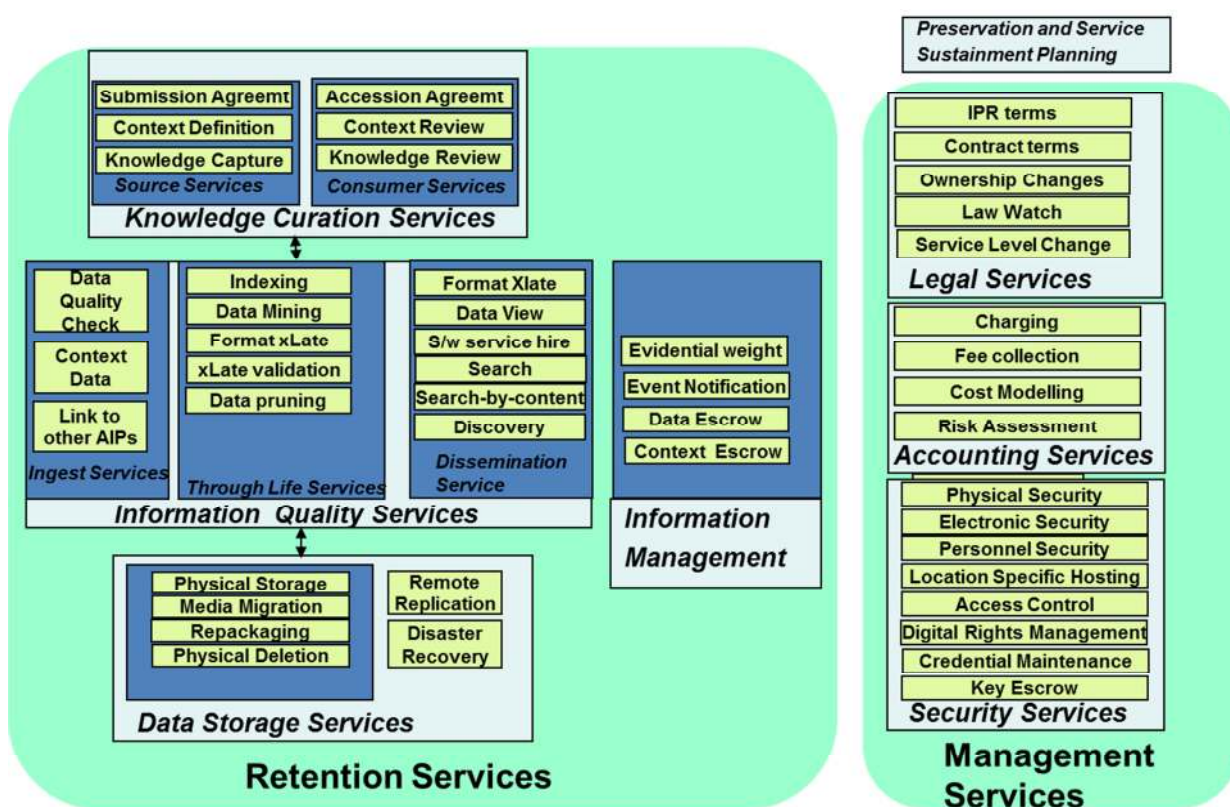 Submission Agreemt
Context Definition
Knowledge Capture
Source Services
Accession Agreemt
Context Review
Knowledge Review
Consumer Services
Knowledge Curation Services
Data
Quality
Check
Context
Data
Link to
other AIPs
Ingest Services
Indexing
Data Mining
Format xLate
xLate validation
Data pruning
Through Life Services
Format Xlate
Data View
S/w service hire
Search
Search-by-content
Discovery
Dissemination
Service
Information Quality Services
Evidential weight
Event Notification
Data Escrow
Context Escrow
Information
Management
Physical Storage
Media Migration
Repackaging
Physical Deletion
Remote
Replication
Disaster
Recovery
Data Storage Services
Retention Services
Preservation and Service
Sustainment Planning
IPR terms
Contract terms
Ownership Changes
Law Watch
Service Level Change
Legal Services
Charging
Fee collection
Cost Modelling
Risk Assessment
Accounting Services
Physical Security
Electronic Security
Personnel Security
Location Specific Hosting
Access Control
Digital Rights Management
Credential Maintenance
Key Escrow
Security Services
Management
Services